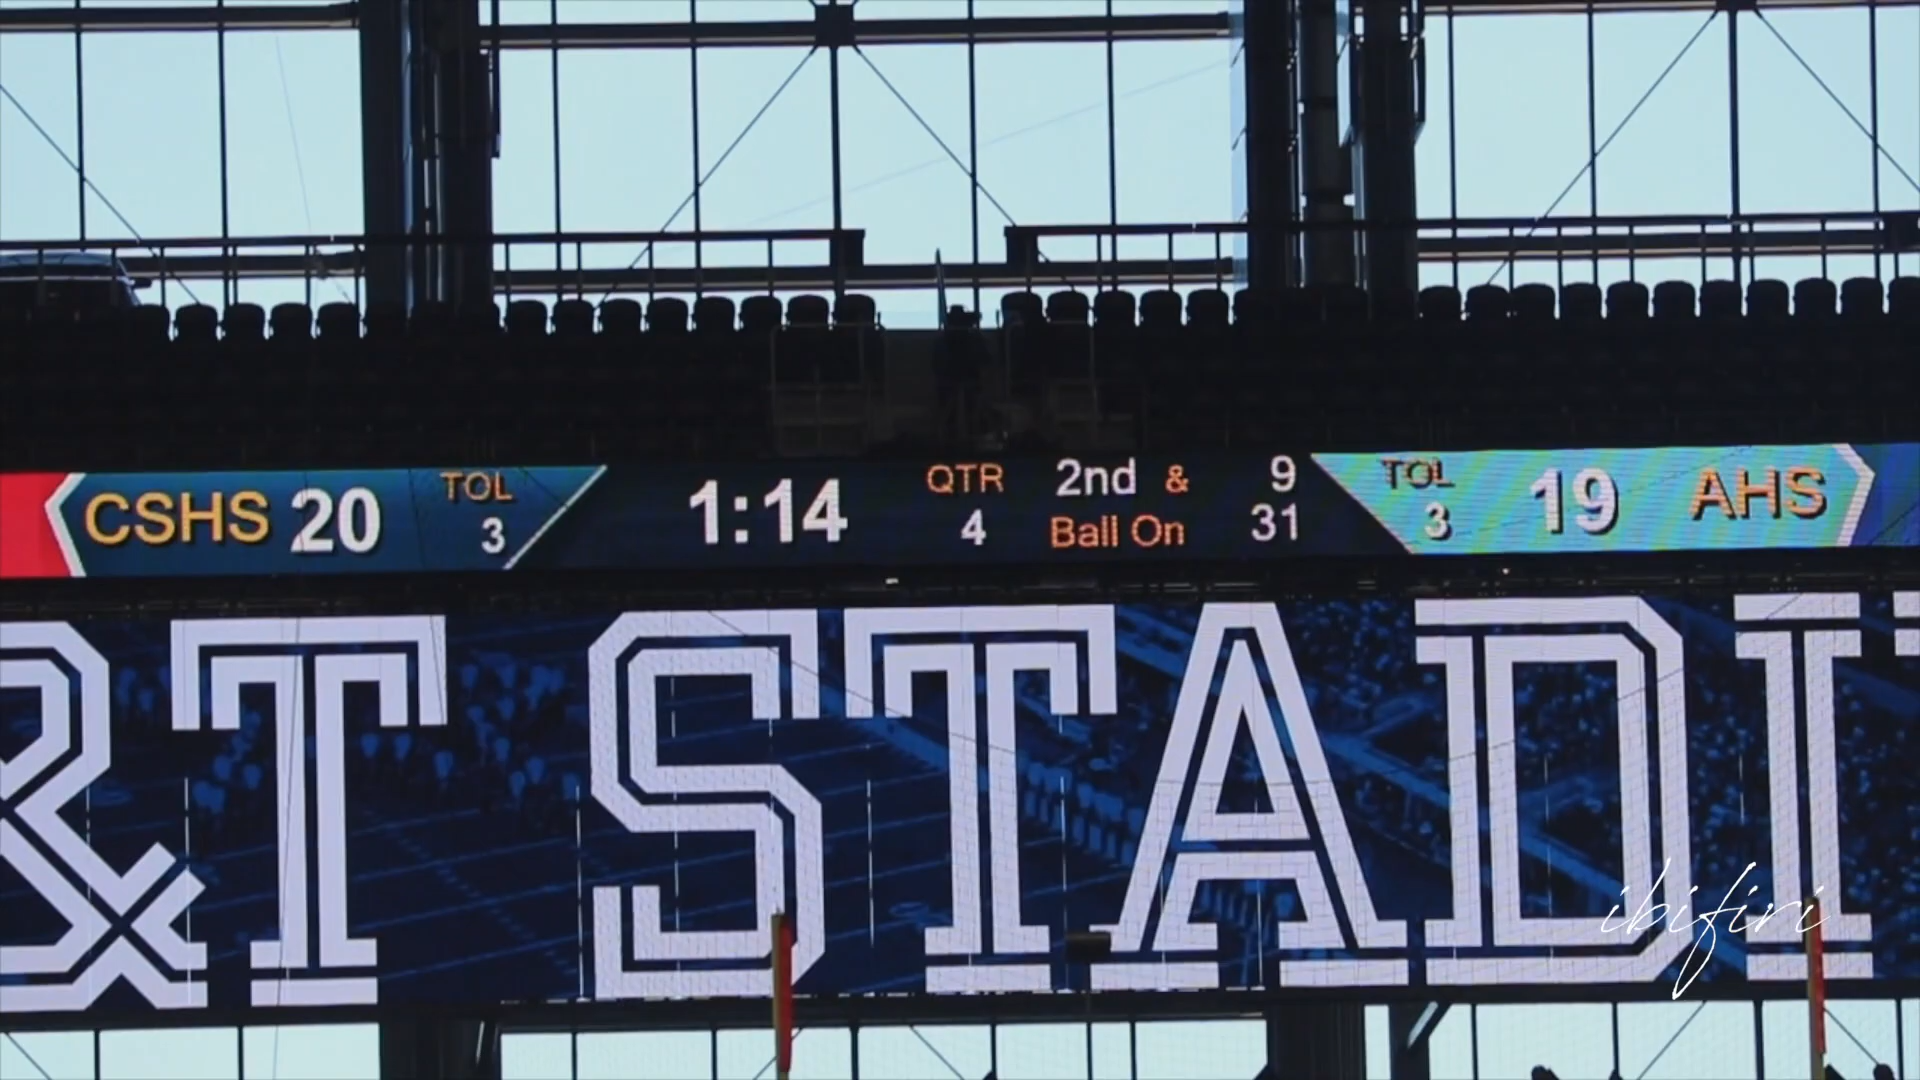 CSHS 20 TOL 3 1:14 QTR 4 2nd & 9 Ball On 31 TOL 3 19 AHS
&T STADI
ibifiri